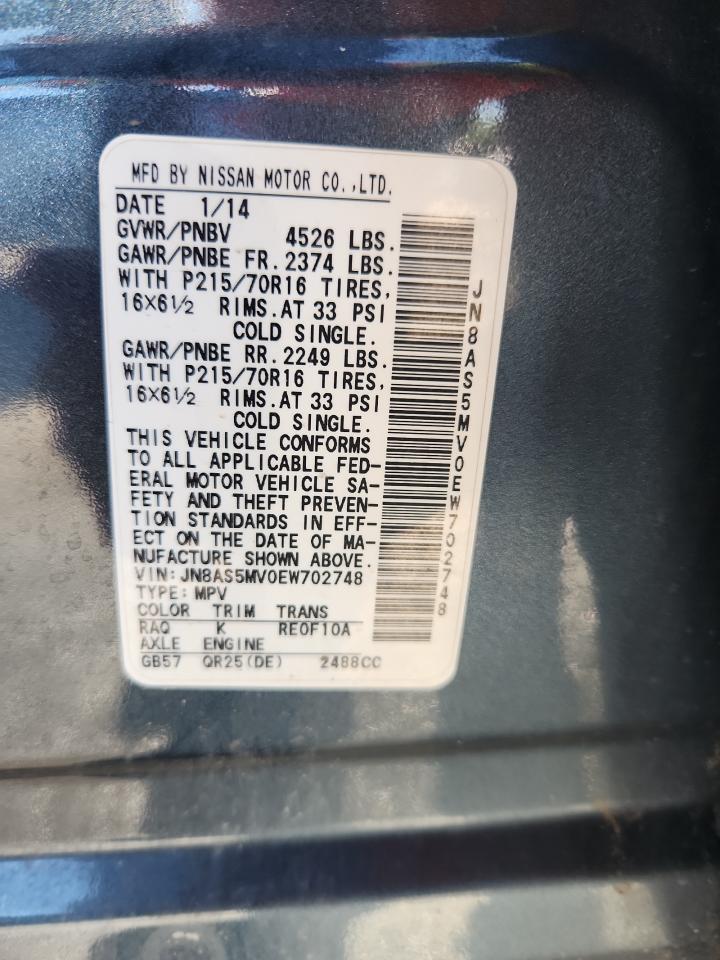 MFD BY NISSAN MOTOR CO.,LTD.
DATE 1/14
GVWR/PNBV 4526 LBS.
GAWR/PNBE FR.2374 LBS.
WITH P215/70R16 TIRES,
16X6½ RIMS.AT 33 PSI
COLD SINGLE.
GAWR/PNBE RR.2249 LBS.
WITH P215/70R16 TIRES,
16X6½ RIMS.AT 33 PSI
COLD SINGLE.
THIS VEHICLE CONFORMS
TO ALL APPLICABLE FED-
ERAL MOTOR VEHICLE SA-
FETY AND THEFT PREVEN-
TION STANDARDS IN EFF-
ECT ON THE DATE OF MA-
NUFACTURE SHOWN ABOVE.
VIN:JN8AS5MV0EW702748
TYPE:MPV
COLOR TRIM TRANS
RAQ K RE0F10A
AXLE ENGINE
GB57 QR25(DE) 2488CC
JN8AS5MV0EW702748